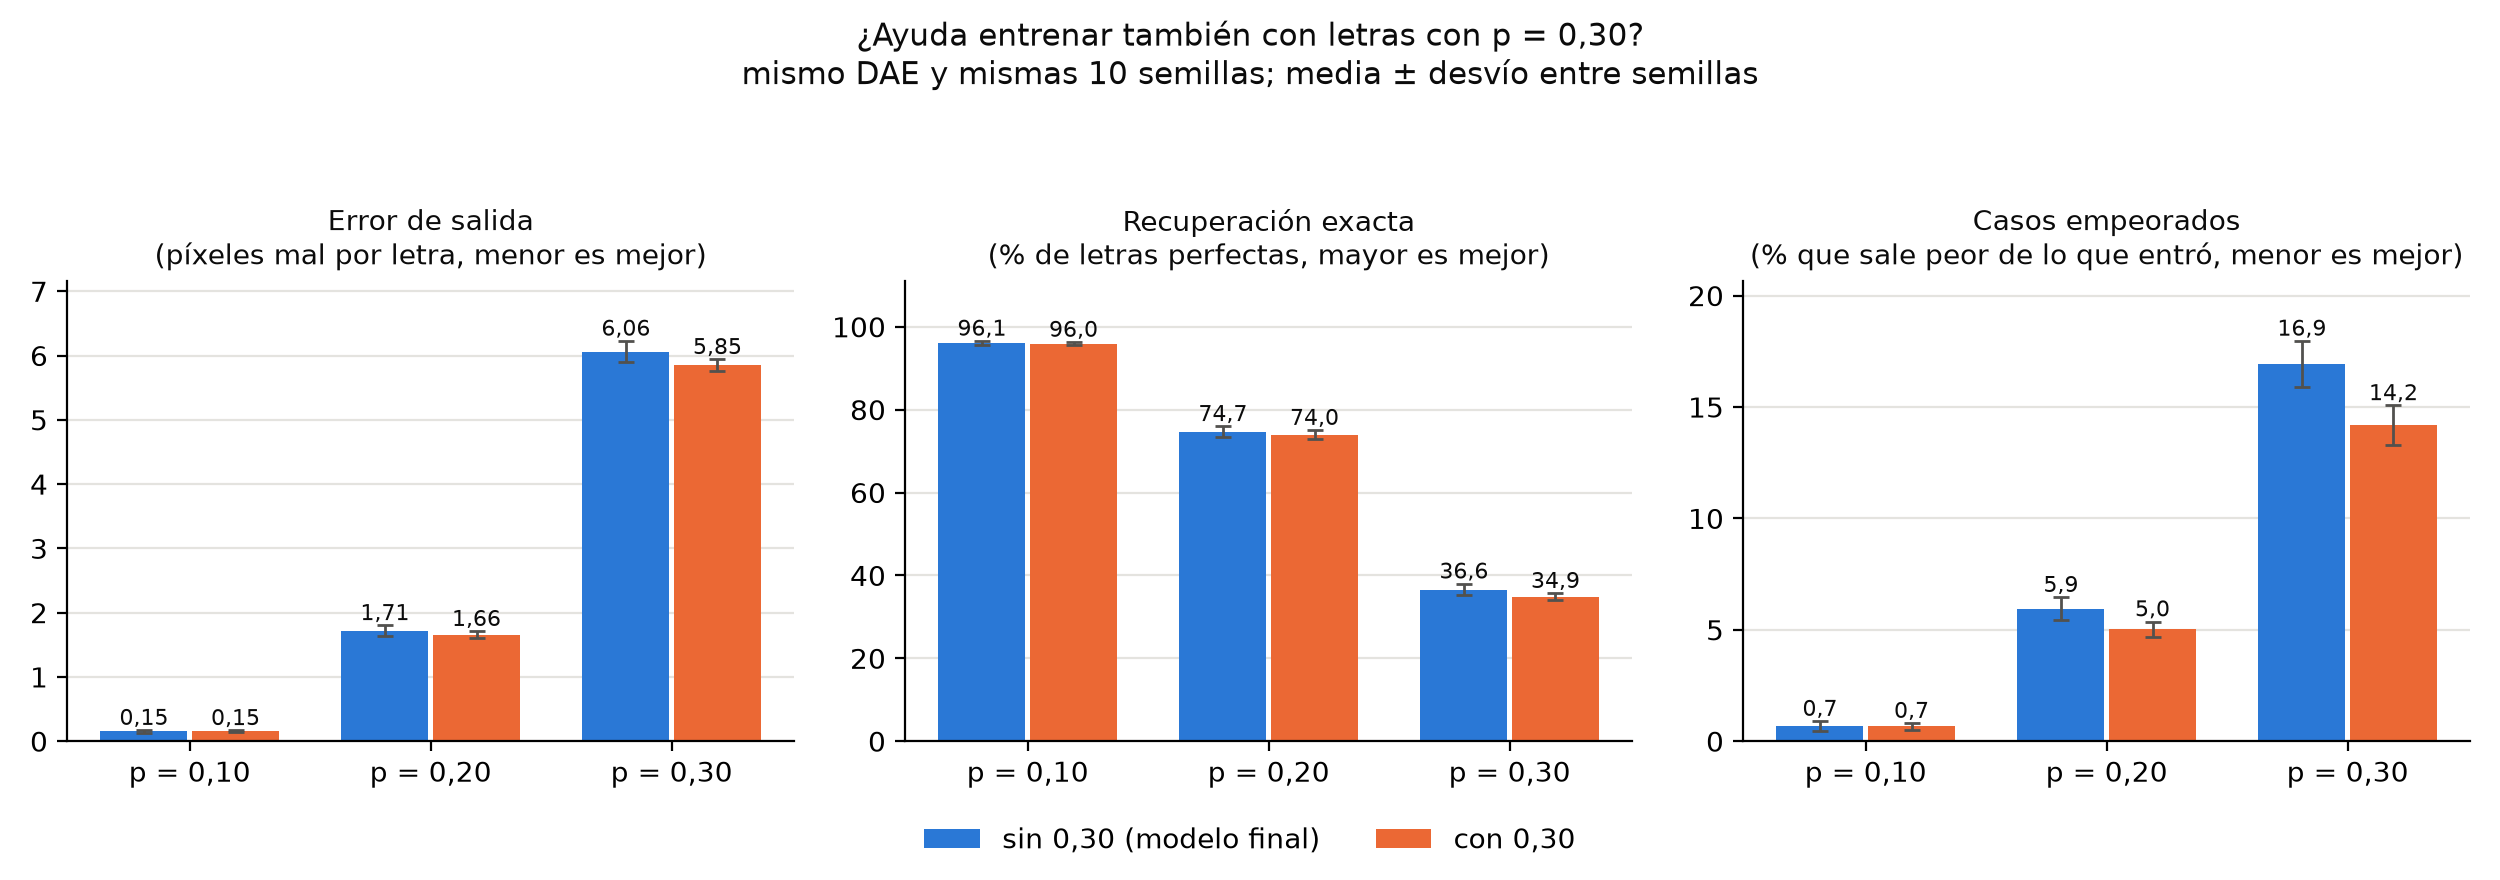 ¿Ayuda entrenar también con letras con p = 0,30?
mismo DAE y mismas 10 semillas; media ± desvío entre semillas
Error de salida
(píxeles mal por letra, menor es mejor)
7
6
5
4
3
2
1
0
0,15
0,15
1,71
1,66
6,06
5,85
p = 0,10
p = 0,20
p = 0,30
Recuperación exacta
(% de letras perfectas, mayor es mejor)
100
80
60
40
20
0
96,1
96,0
74,7
74,0
36,6
34,9
p = 0,10
p = 0,20
p = 0,30
Casos empeorados
(% que sale peor de lo que entró, menor es mejor)
20
15
10
5
0
0,7
0,7
5,9
5,0
16,9
14,2
p = 0,10
p = 0,20
p = 0,30
sin 0,30 (modelo final)
con 0,30